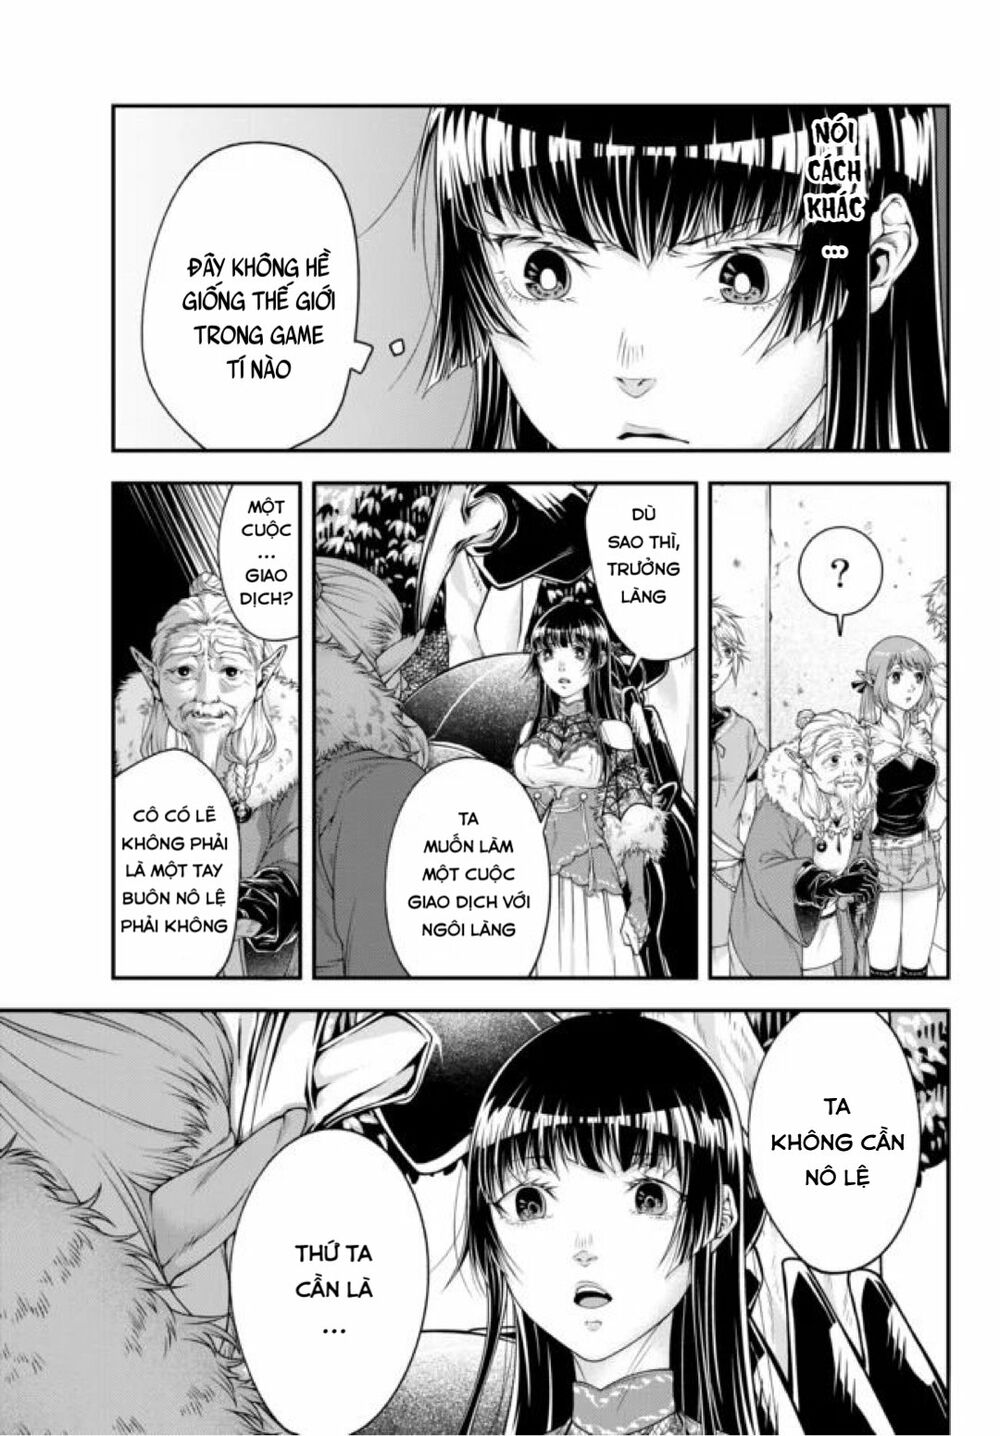 NÓI
CÁCH
KHÁC
...
ĐÂY KHÔNG HỀ
GIỐNG THẾ GIỚI
TRONG GAME
TÍ NÀO
?
DÙ
SAO THÌ,
TRƯỞNG
LÀNG
TA
MUỐN LÀM
MỘT CUỘC
GIAO DỊCH VỚI
NGÔI LÀNG
MỘT
CUỘC
...
GIAO
DỊCH?
CÔ CÓ LẼ
KHÔNG PHẢI
LÀ MỘT TAY
BUÔN NÔ LỆ
PHẢI KHÔNG
TA
KHÔNG CẦN
NÔ LỆ
THỨ TA
CẦN LÀ
...